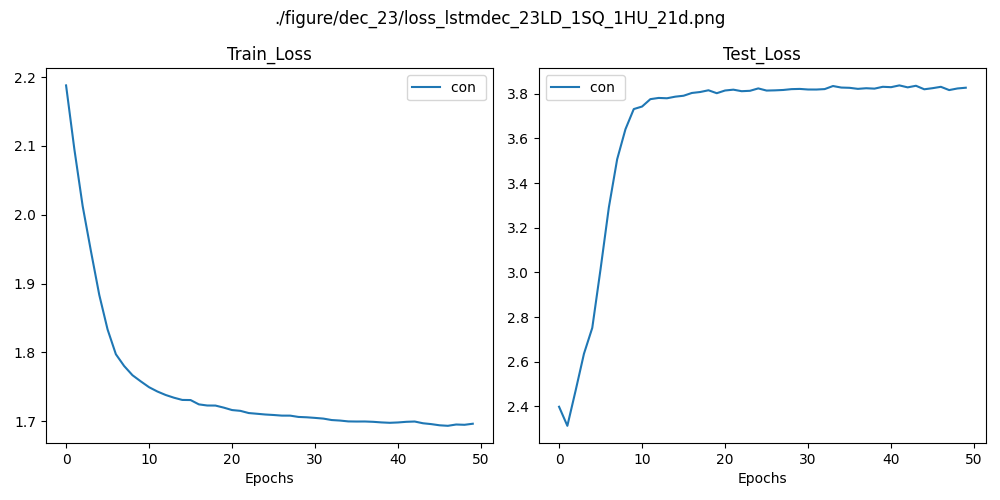 ./figure/dec_23/loss_lstmdec_23LD_1SQ_1HU_21d.png
Train_Loss
con
2.2
2.1
2.0
1.9
1.8
1.7
0 10 20 30 40 50
Epochs
Test_Loss
con
3.8
3.6
3.4
3.2
3.0
2.8
2.6
2.4
0 10 20 30 40 50
Epochs